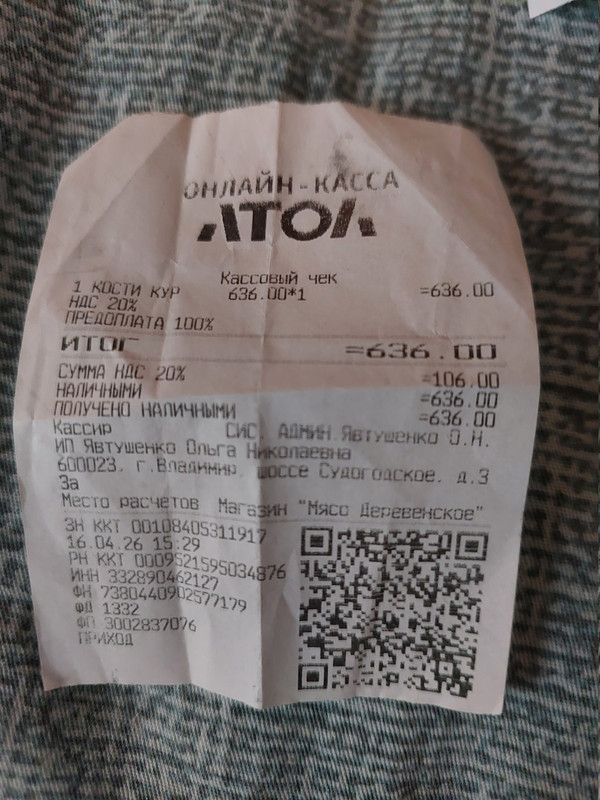 ОНЛАЙН-КАССА
АТОЛ
Кассовый чек
1 КОСТИ КУР 636.00*1 =636.00
НДС 20%
ПРЕДОПЛАТА 100%
ИТОГ =636.00
СУММА НДС 20% =106.00
НАЛИЧНЫМИ =636.00
ПОЛУЧЕНО НАЛИЧНЫМИ =636.00
Кассир СИС. АДМИН.Явтушенко О.Н.
ИП Явтушенко Ольга Николаевна
600023, г.Владимир, шоссе Судогодское, д.3
3а
Место расчетов Магазин "Мясо Деревенское"
ЗН ККТ 00108405311917
16.04.26 15:29
РН ККТ 0009521595034876
ИНН 332890462127
ФН 7380440902577179
ФД 1332
ФП 3002837076
ПРИХОД